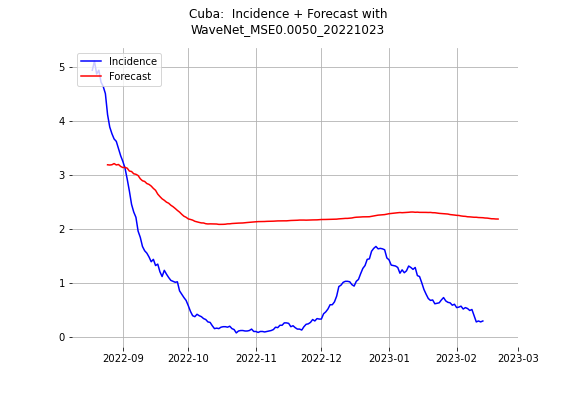 Cuba:  Incidence + Forecast with
WaveNet_MSE0.0050_20221023
Incidence
Forecast
5
4
3
2
1
0
2022-09 2022-10 2022-11 2022-12 2023-01 2023-02 2023-03